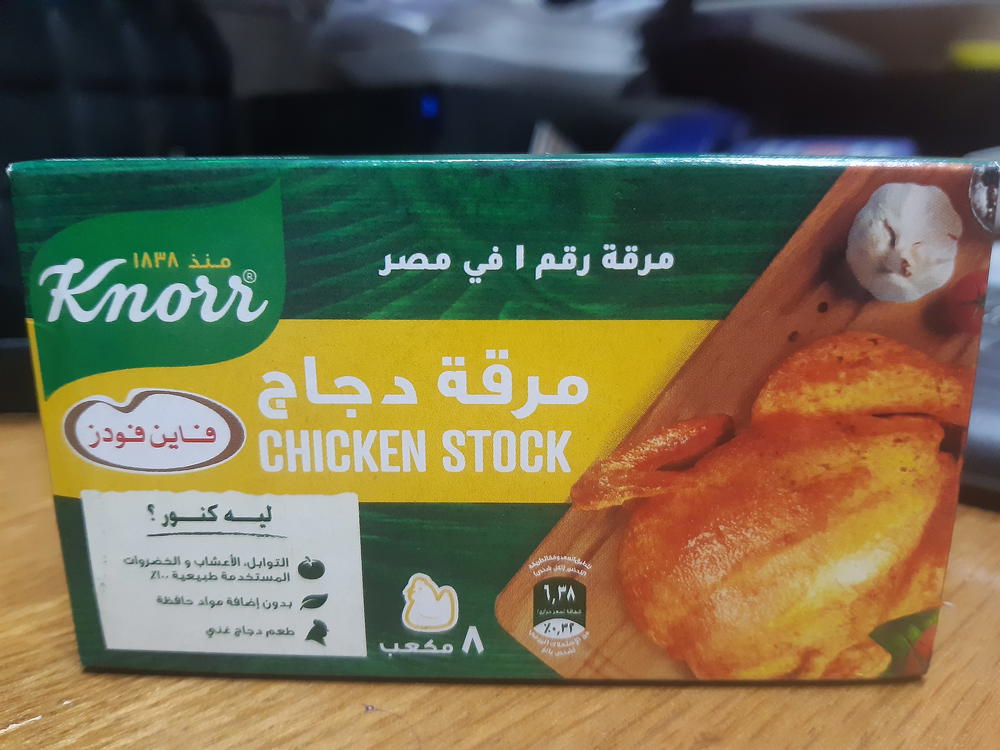 منذ ١٨٣٨
Knorr®
مرقة رقم ١ في مصر
مرقة دجاج
CHICKEN STOCK
فاين فودز
ليه كنور ؟
التوابل، الأعشاب و الخضروات
المستخدمة طبيعية ١٠٠٪
بدون إضافة مواد حافظة
طعم دجاج غني
٨ مكعب
٦,٣٨
٪٠,٣٢